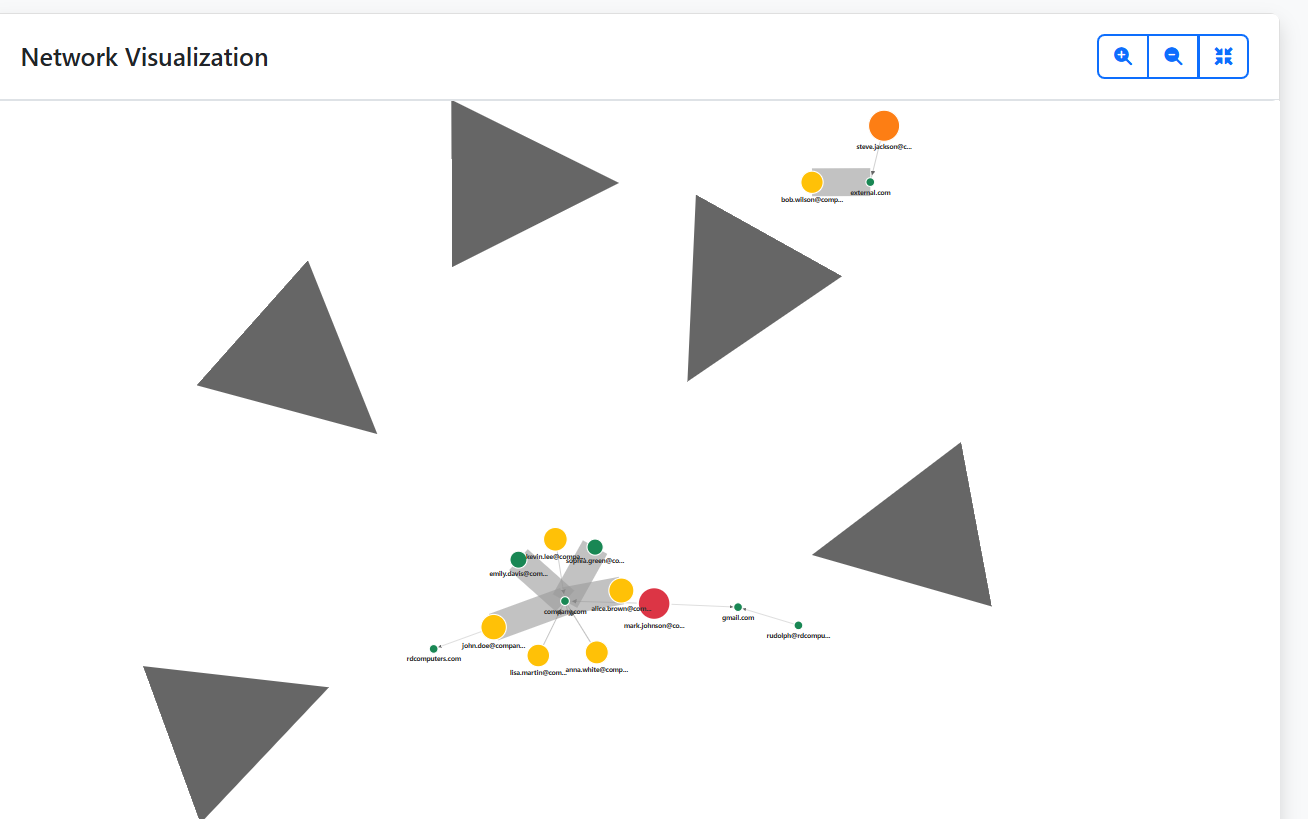 Network Visualization
steve.jackson@c...
external.com
bob.wilson@comp...
kevin.lee@compa...
sophia.green@co...
emily.davis@com...
company.com
alice.brown@com...
mark.johnson@co...
gmail.com
rudolph@rdcompu...
john.doe@compan...
rdcomputers.com
lisa.martin@com...
anna.white@comp...